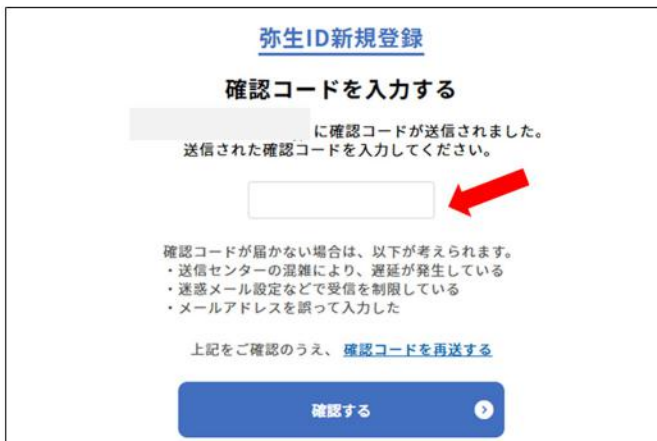 弥生ID新規登録
確認コードを入力する
に確認コードが送信されました。
送信された確認コードを入力してください。
確認コードが届かない場合は、以下が考えられます。
・送信センターの混雑により、遅延が発生している
・迷惑メール設定などで受信を制限している
・メールアドレスを誤って入力した
上記をご確認のうえ、 確認コードを再送する
確認する